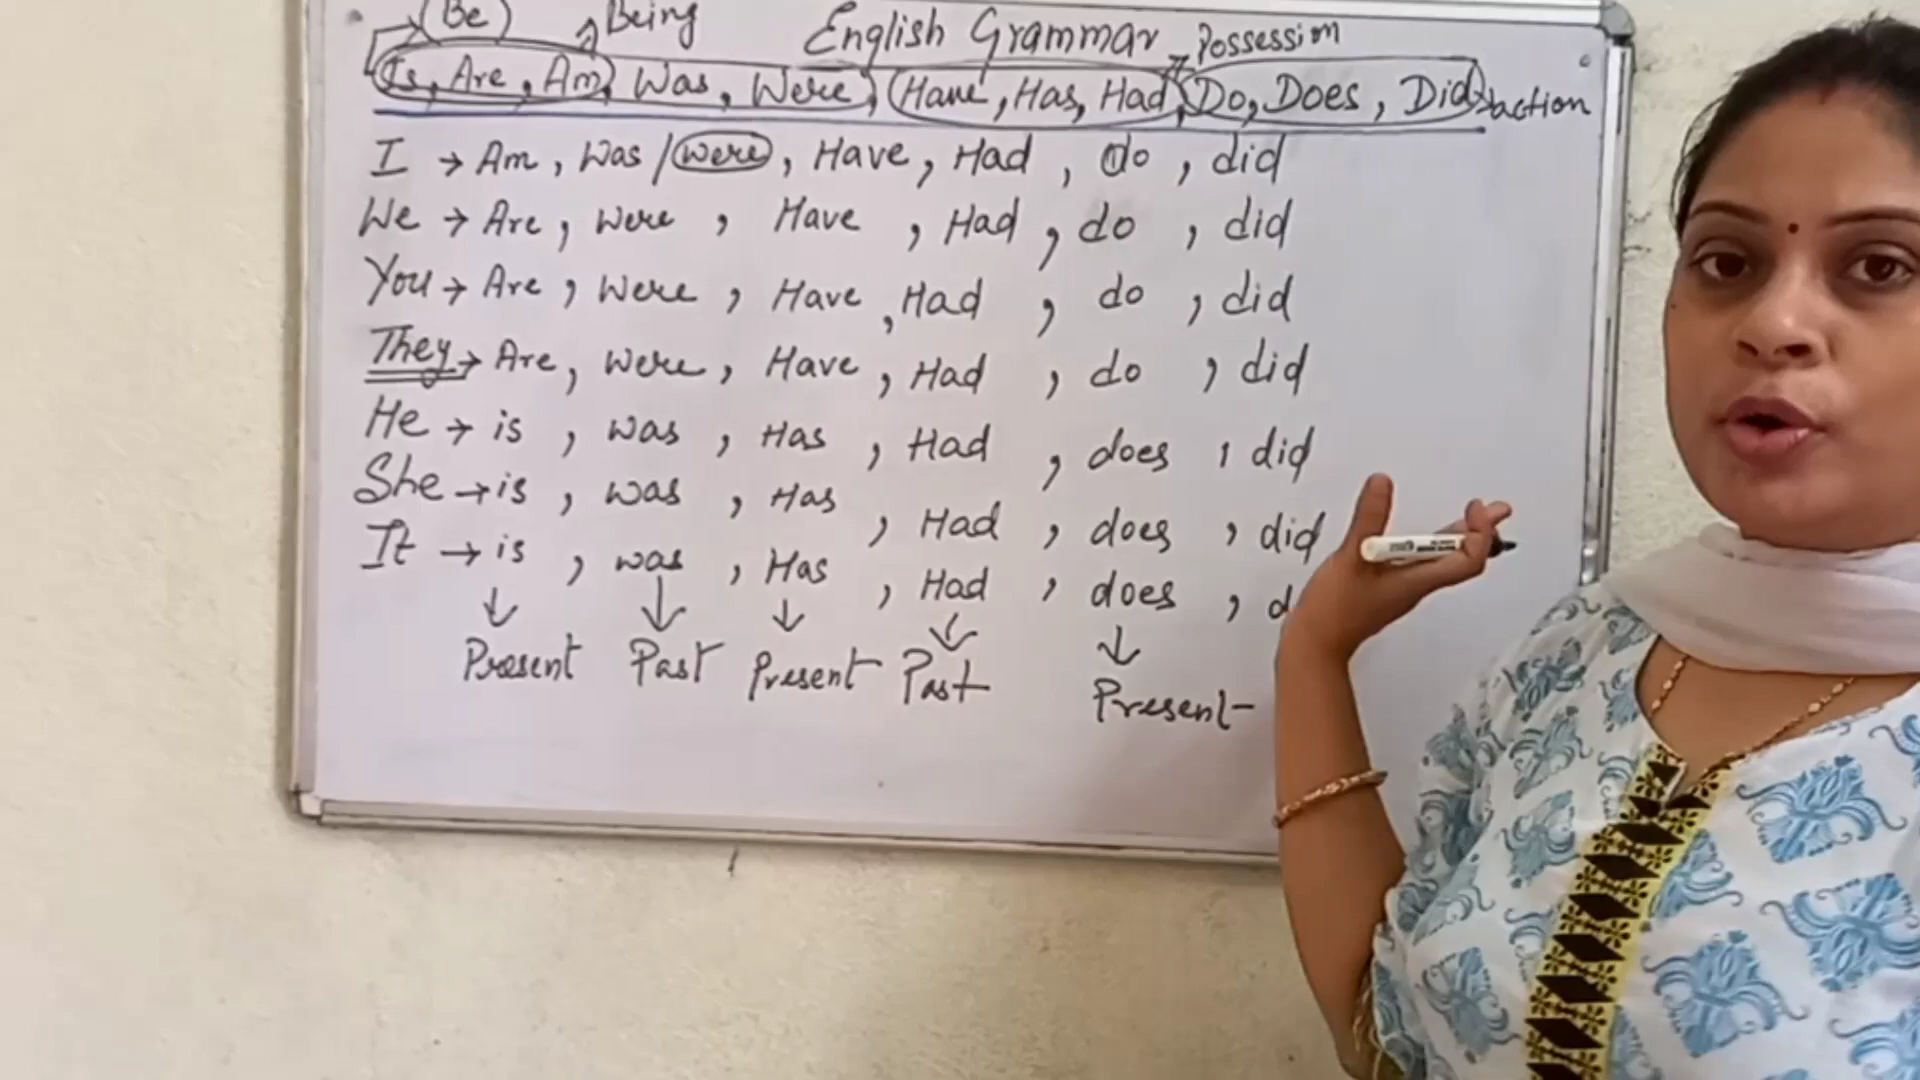 Be Being English Grammar Possession
Is, Are, Am, Was, Were, Have, Has, Had, Do, Does, Did action
I → Am, Was/were, Have, Had, do, did
We → Are, were, Have, Had, do, did
You → Are, were, Have, Had, do, did
They → Are, were, Have, Had, do, did
He → is, was, Has, Had, does, did
She → is, was, Has, Had, does, did
It → is, was, Has, Had, does, d
Present Past Present Past Present